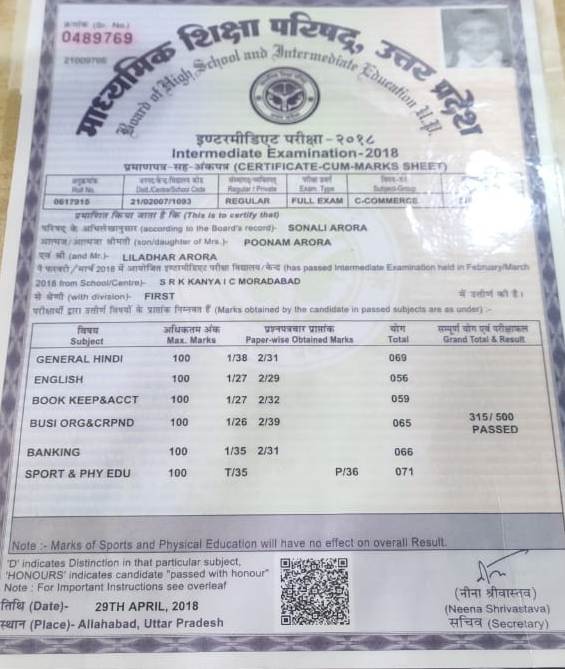 क्रमांक (Sr. No.)
0489769
21009766
माध्यमिक शिक्षा परिषद्, उत्तर प्रदेश
Board of High School and Intermediate Education U.P.
इण्टरमीडिएट परीक्षा-२०१८
Intermediate Examination-2018
प्रमाणपत्र-सह-अंकपत्र (CERTIFICATE-CUM-MARKS SHEET)
अनुक्रमांक
Roll No. Dist./Centre/School Code Regular / Private Exam. Type Subject-Group
0617915 21/02007/1093 REGULAR FULL EXAM C-COMMERCE
प्रमाणित किया जाता है कि (This is to certify that)
परिषद् के अभिलेखानुसार (according to the Board's record)- SONALI ARORA
आत्मज/आत्मजा श्रीमती (son/daughter of Mrs.)- POONAM ARORA
एवं श्री (and Mr.)- LILADHAR ARORA
ने फरवरी/मार्च 2018 में आयोजित इण्टरमीडिएट परीक्षा विद्यालय/केन्द्र (has passed Intermediate Examination held in February/March
2018 from School/Centre)- S R K KANYA I C MORADABAD
से श्रेणी (with division)- FIRST में उत्तीर्ण की है।
परीक्षार्थी द्वारा उत्तीर्ण विषयों के प्राप्तांक निम्नवत हैं (Marks obtained by the candidate in passed subjects are as under) :-
विषय अधिकतम अंक प्रश्नपत्रवार प्राप्तांक योग सम्पूर्ण योग एवं परीक्षाफल
Subject Max. Marks Paper-wise Obtained Marks Total Grand Total & Result
GENERAL HINDI 100 1/38 2/31 069
ENGLISH 100 1/27 2/29 056
BOOK KEEP&ACCT 100 1/27 2/32 059
BUSI ORG&CRPND 100 1/26 2/39 065 315/ 500
PASSED
BANKING 100 1/35 2/31 066
SPORT & PHY EDU 100 T/35 P/36 071
Note :- Marks of Sports and Physical Education will have no effect on overall Result.
'D' indicates Distinction in that particular subject,
'HONOURS' indicates candidate "passed with honour"
Note : For Important Instructions see overleaf
तिथि (Date)- 29TH APRIL, 2018
स्थान (Place)- Allahabad, Uttar Pradesh
(नीना श्रीवास्तव)
(Neena Shrivastava)
सचिव (Secretary)